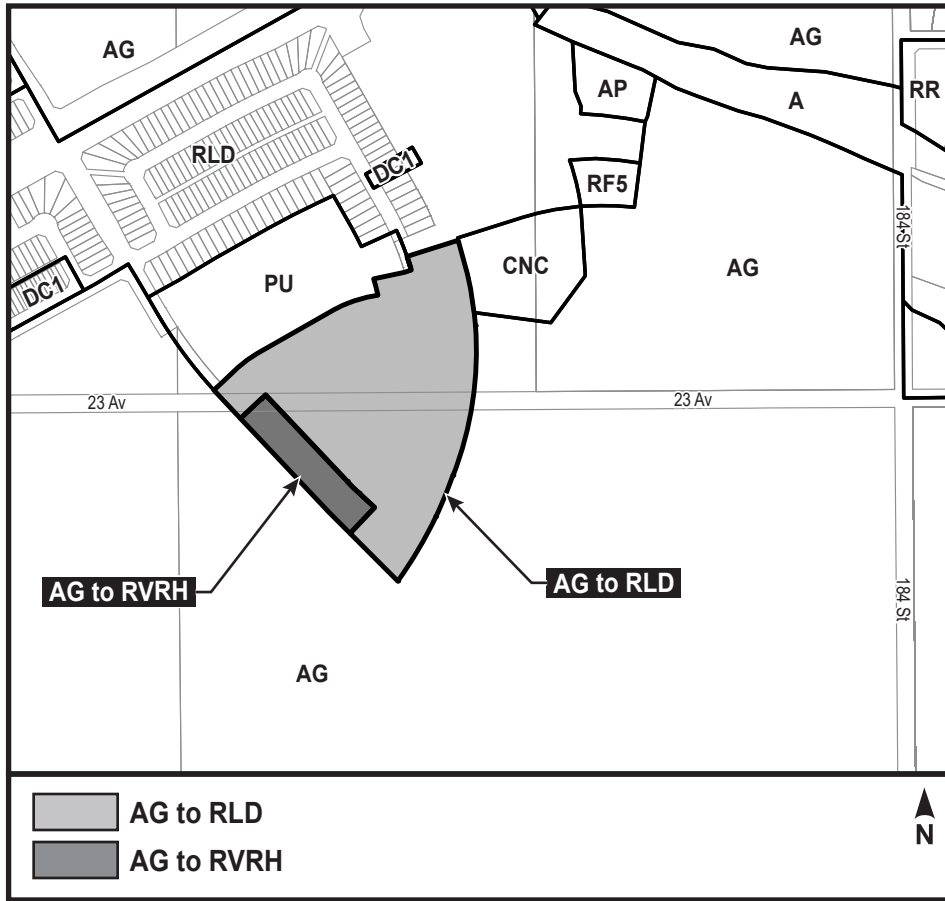 AG
AG
AP
RR
A
RLD
DC1
RF5
184 St
PU
CNC
AG
DC1
23 Av
23 Av
AG to RVRH
AG to RLD
184 St
AG
AG to RLD
AG to RVRH
N